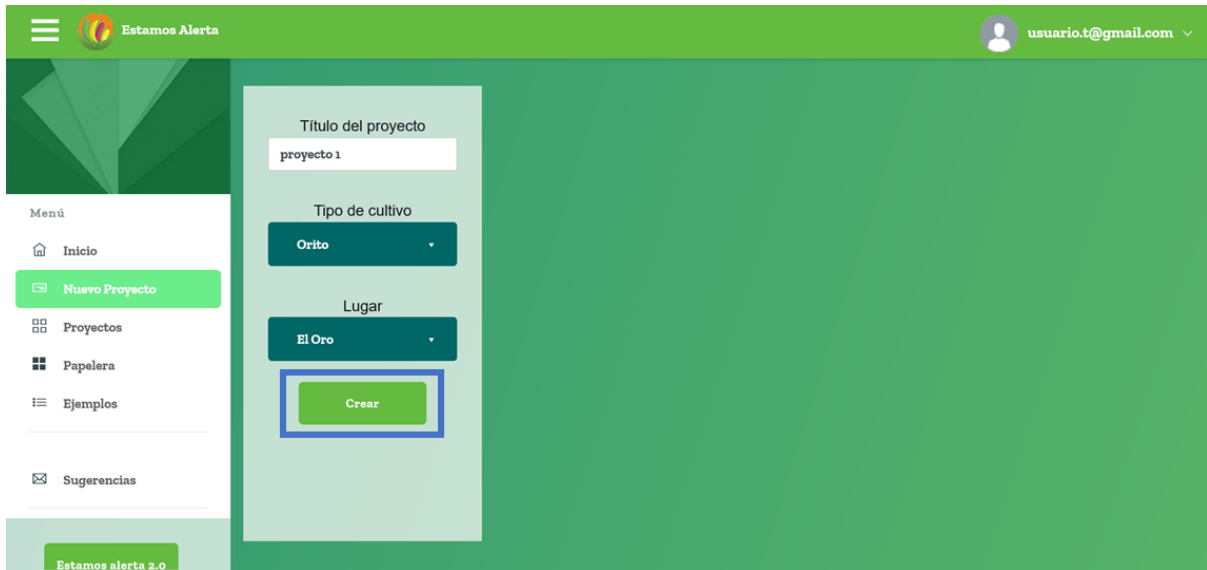 Estamos Alerta
usuario.t@gmail.com
Menú
Inicio
Nuevo Proyecto
Proyectos
Papelera
Ejemplos
Sugerencias
Estamos alerta 2.0
Título del proyecto
proyecto 1
Tipo de cultivo
Orito
Lugar
El Oro
Crear